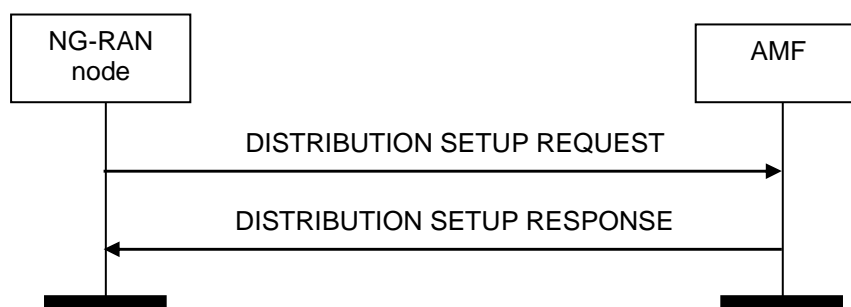 NG-RAN
node
AMF
DISTRIBUTION SETUP REQUEST
DISTRIBUTION SETUP RESPONSE